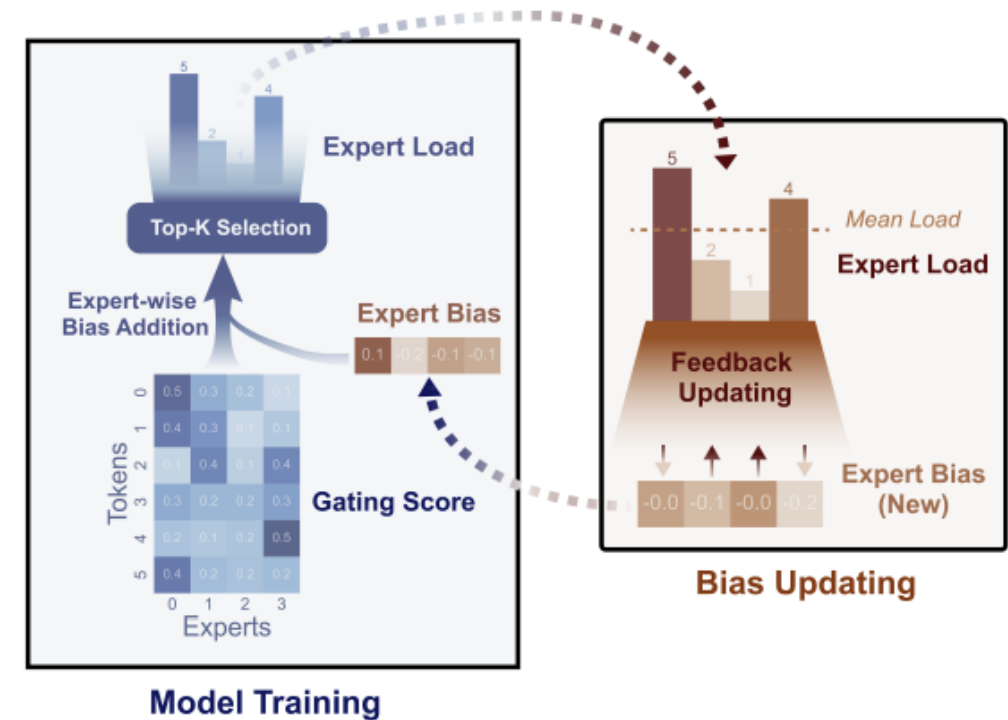 5
2
1
4
Expert Load
Top-K Selection
Expert-wise
Bias Addition
Expert Bias
0.1 -0.2 -0.1 -0.1
0 0.5 0.3 0.2 0.1
1 0.4 0.3 0.1 0.1
2 0.1 0.4 0.1 0.4
3 0.3 0.2 0.2 0.3
4 0.2 0.1 0.2 0.5
5 0.4 0.2 0.2 0.2
Tokens
Gating Score
0 1 2 3
Experts
Model Training
5
2
1
4
Mean Load
Expert Load
Feedback
Updating
-0.0 -0.1 -0.0 -0.2
Expert Bias
(New)
Bias Updating